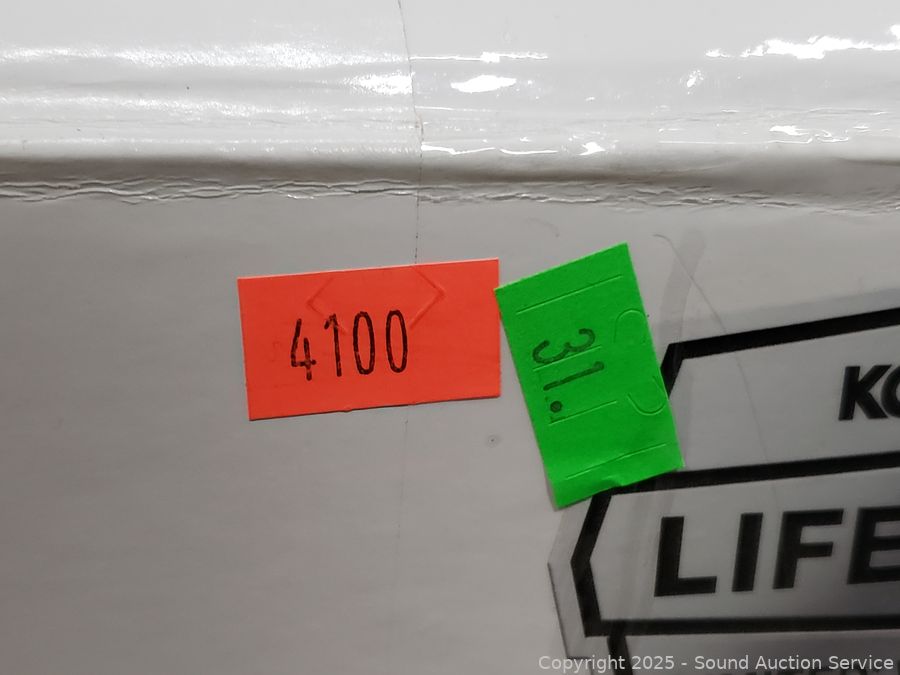 4100
31.
KO
LIFE
Copyright 2025 - Sound Auction Service